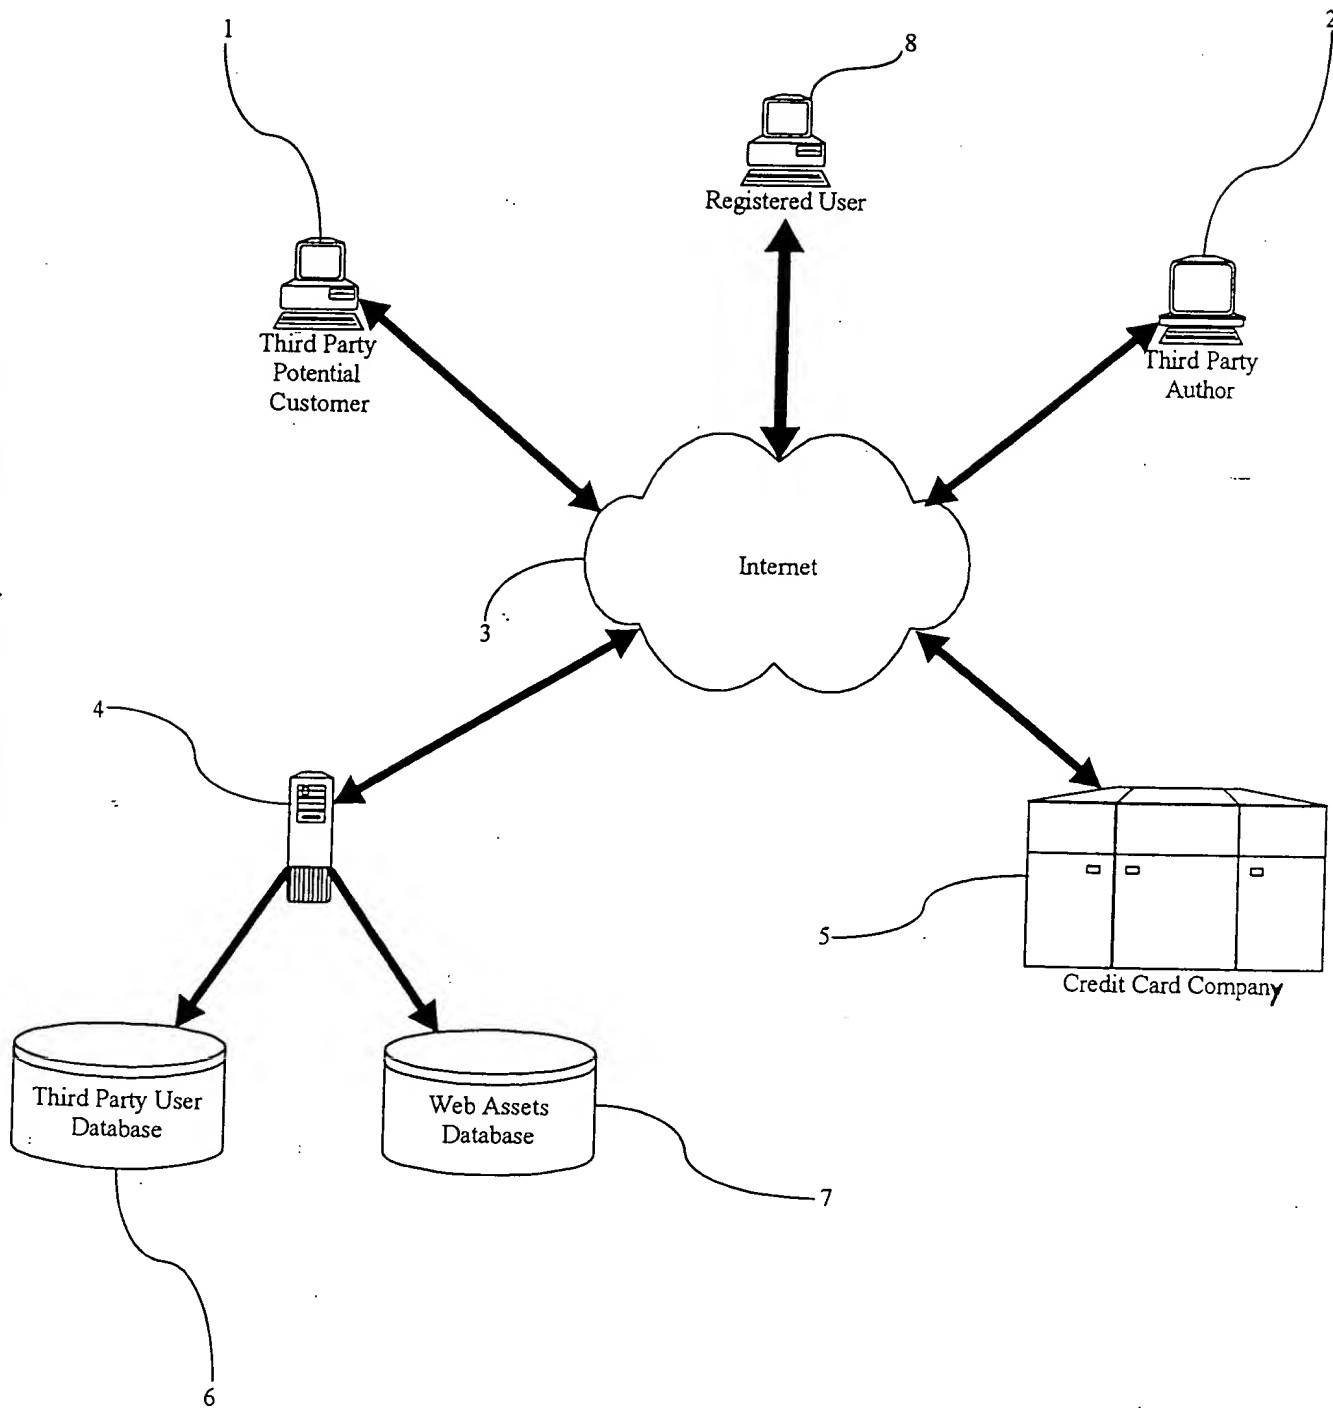 1
8
2
Registered User
Third Party
Potential
Customer
Third Party
Author
Internet
3
4
5
Credit Card Company
Third Party User
Database
Web Assets
Database
7
6